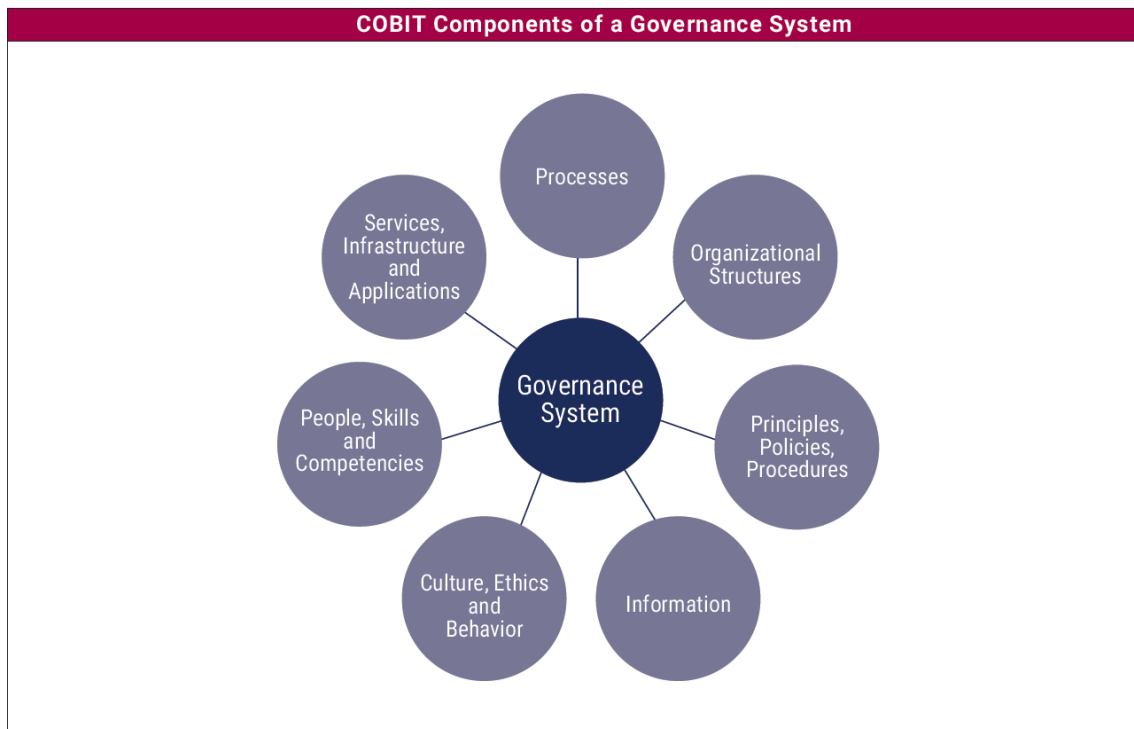 COBIT Components of a Governance System
Processes
Organizational
Structures
Principles,
Policies,
Procedures
Information
Culture, Ethics
and
Behavior
People, Skills
and
Competencies
Services,
Infrastructure
and
Applications
Governance
System